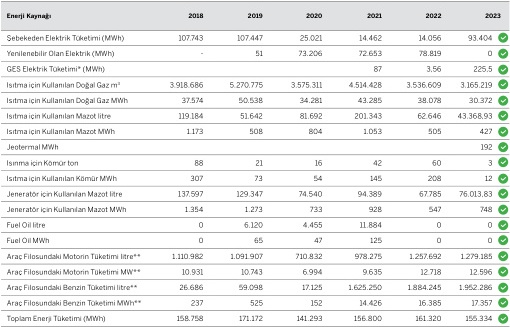 Enerji Kaynağı 2018 2019 2020 2021 2022 2023
Şebekeden Elektrik Tüketimi (MWh) 107.743 107.447 25.021 14.462 14.056 93.404
Yenilenebilir Olan Elektrik (MWh) - 51 73.206 72.653 78.819 0
GES Elektrik Tüketimi* (MWh) 87 3.56 225.5
Isıtma için Kullanılan Doğal Gaz m³ 3.918.686 5.270.775 3.575.311 4.514.428 3.536.609 3.165.219
Isıtma için Kullanılan Doğal Gaz MWh 37.574 50.538 34.281 43.285 38.078 30.372
Isıtma için Kullanılan Mazot litre 119.184 51.642 81.692 201.343 62.646 43.368,93
Isıtma için Kullanılan Mazot MWh 1.173 508 804 1.053 505 427
Jeotermal MWh 192
Isınma için Kömür ton 88 21 16 42 60 3
Isıtma için Kullanılan Kömür MWh 307 73 54 145 208 12
Jeneratör için Kullanılan Mazot litre 137.597 129.347 74.540 94.389 67.785 76.013,83
Jeneratör için Kullanılan Mazot MWh 1.354 1.273 733 928 547 748
Fuel Oil litre 0 6.120 4.455 11.884 0 0
Fuel Oil MWh 0 65 47 125 0 0
Araç Filosundaki Motorin Tüketimi litre** 1.110.982 1.091.907 710.832 978.275 1.257.692 1.279.185
Araç Filosundaki Motorin Tüketimi MW** 10.931 10.743 6.994 9.635 12.718 12.596
Araç Filosundaki Benzin Tüketimi litre** 26.686 59.098 17.125 1.625.250 1.884.245 1.952.286
Araç Filosundaki Benzin Tüketimi MWh** 237 525 152 14.426 16.385 17.357
Toplam Enerji Tüketimi (MWh) 158.758 171.172 141.293 156.800 161.320 155.334